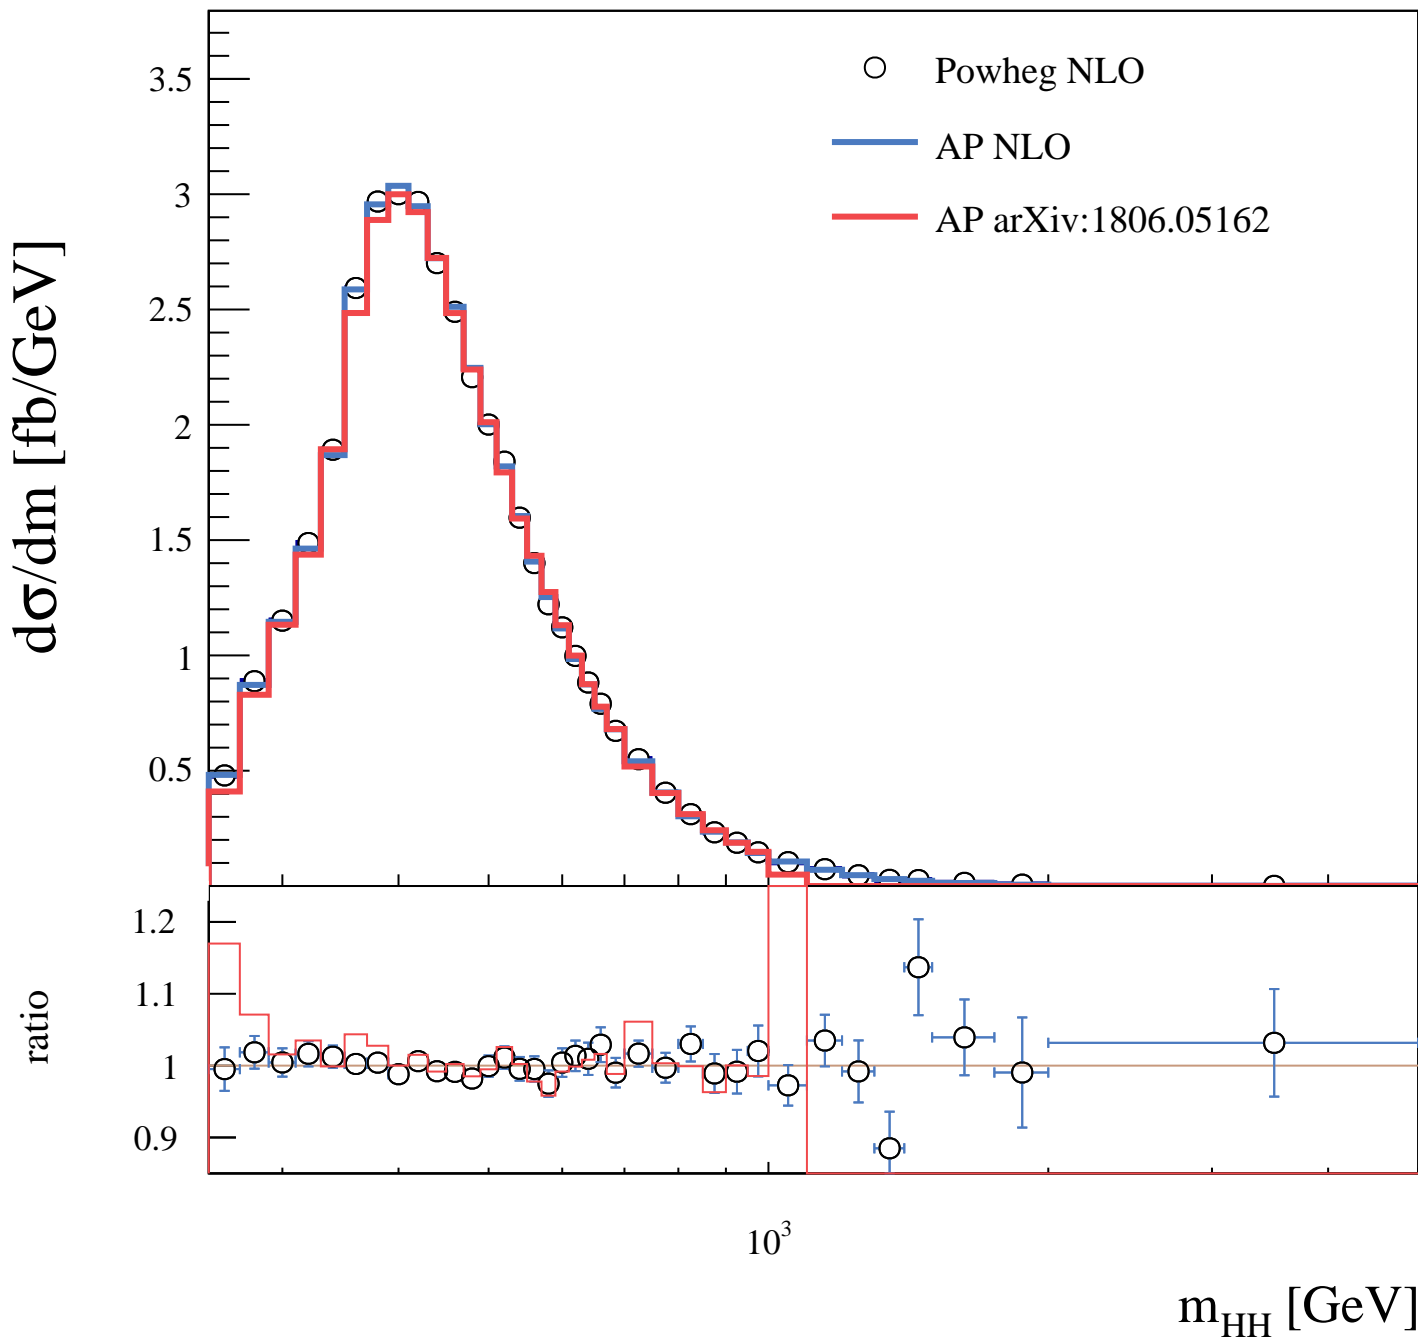 Powheg NLO
AP NLO
AP arXiv:1806.05162
dσ/dm [fb/GeV]
3.5
3
2.5
2
1.5
1
0.5
ratio
1.2
1.1
1
0.9
10³
m_HH [GeV]